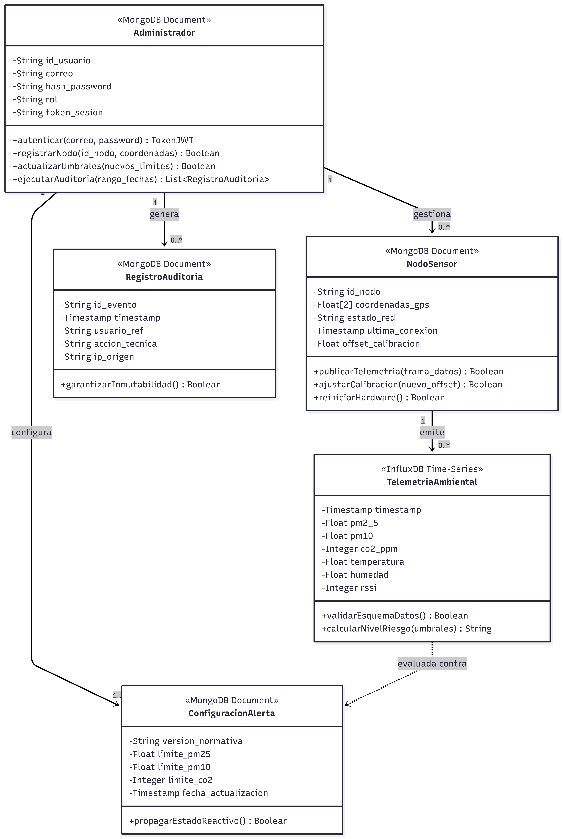 «MongoDB Document»
Administrador
-String id_usuario
-String correo
-String hash_password
-String rol
-String token_sesion
+autenticar(correo, password) : TokenJWT
+registrarNodo(id_nodo, coordenadas) : Boolean
+actualizarUmbrales(nuevos_limites) : Boolean
+ejecutarAuditoria(rango_fechas) : List<RegistroAuditoria>
1
genera
0..*
1
gestiona
0..*
«MongoDB Document»
RegistroAuditoria
-String id_evento
-Timestamp timestamp
-String usuario_ref
-String accion_tecnica
-String ip_origen
+garantizarInmutabilidad() : Boolean
«MongoDB Document»
NodoSensor
-String id_nodo
-Float[2] coordenadas_gps
-String estado_red
-Timestamp ultima_conexion
-Float offset_calibracion
+publicarTelemetria(trama_datos) : Boolean
+ajustarCalibracion(nuevo_offset) : Boolean
+reiniciarHardware() : Boolean
configura
1
emite
0..*
«InfluxDB Time-Series»
TelemetriaAmbiental
-Timestamp timestamp
-Float pm2_5
-Float pm10
-Integer co2_ppm
-Float temperatura
-Float humedad
-Integer rssi
+validarEsquemaDatos() : Boolean
+calcularNivelRiesgo(umbrales) : String
evaluada contra
«MongoDB Document»
ConfiguracionAlerta
-String version_normativa
-Float limite_pm25
-Float limite_pm10
-Integer limite_co2
-Timestamp fecha_actualizacion
+propagarEstadoReactivo() : Boolean